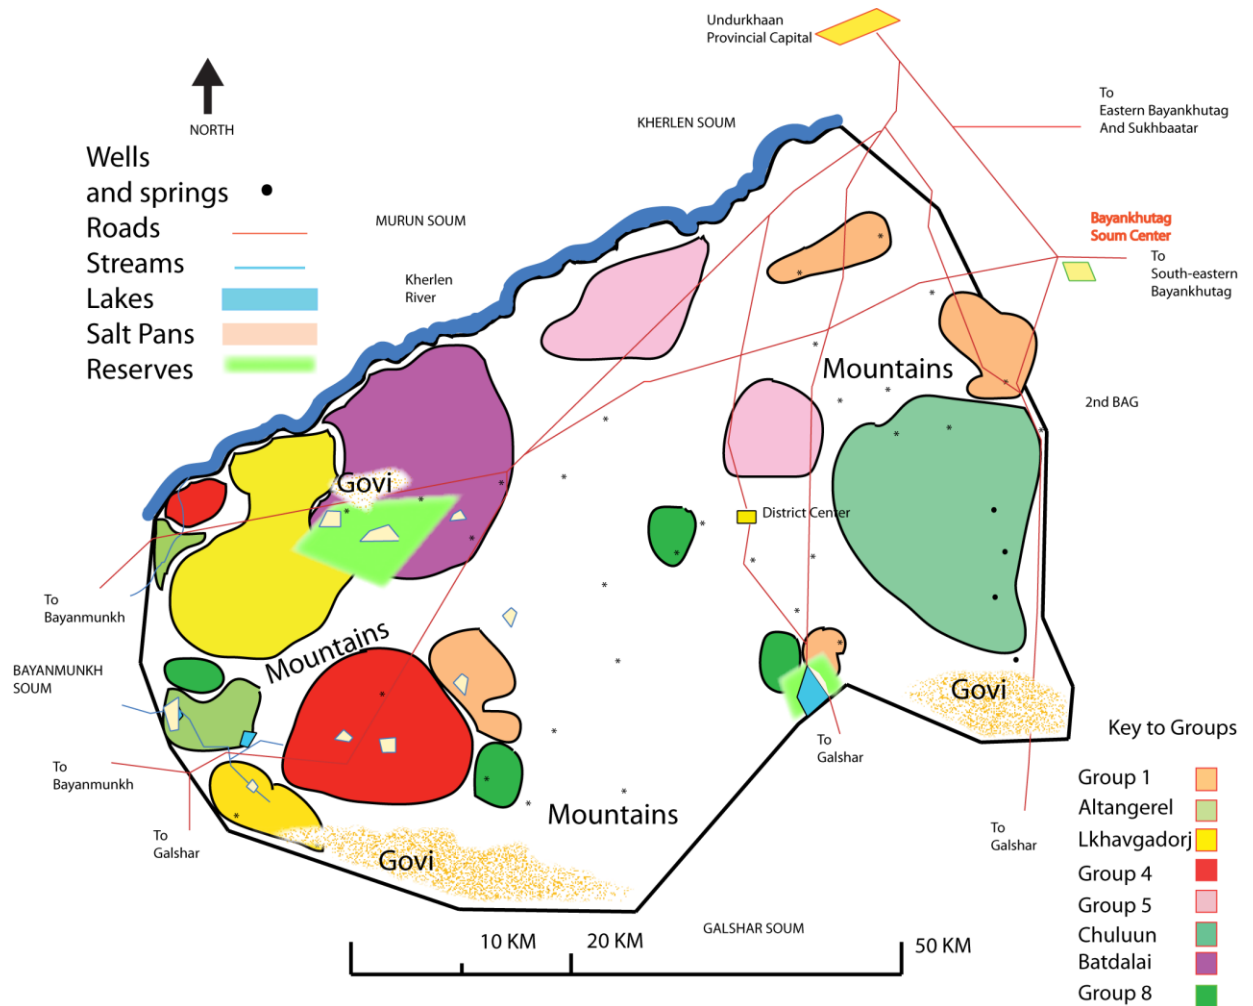 Undurkhaan
Provincial Capital
To
Eastern Bayankhutag
And Sukhbaatar
NORTH
KHERLEN SOUM
Wells
and springs
Roads
Streams
Lakes
Salt Pans
Reserves
MURUN SOUM
Kherlen
River
Bayankhutag
Soum Center
To
South-eastern
Bayankhutag
Mountains
2nd BAG
Govi
District Center
To
Bayanmunkh
BAYANMUNKH
SOUM
Mountains
Govi
To
Bayanmunkh
To
Galshar
To
Galshar
Mountains
Govi
To
Galshar
GALSHAR SOUM
10 KM
20 KM
50 KM
Key to Groups
Group 1
Altangerel
Lkhavgadorj
Group 4
Group 5
Chuluun
Batdalai
Group 8